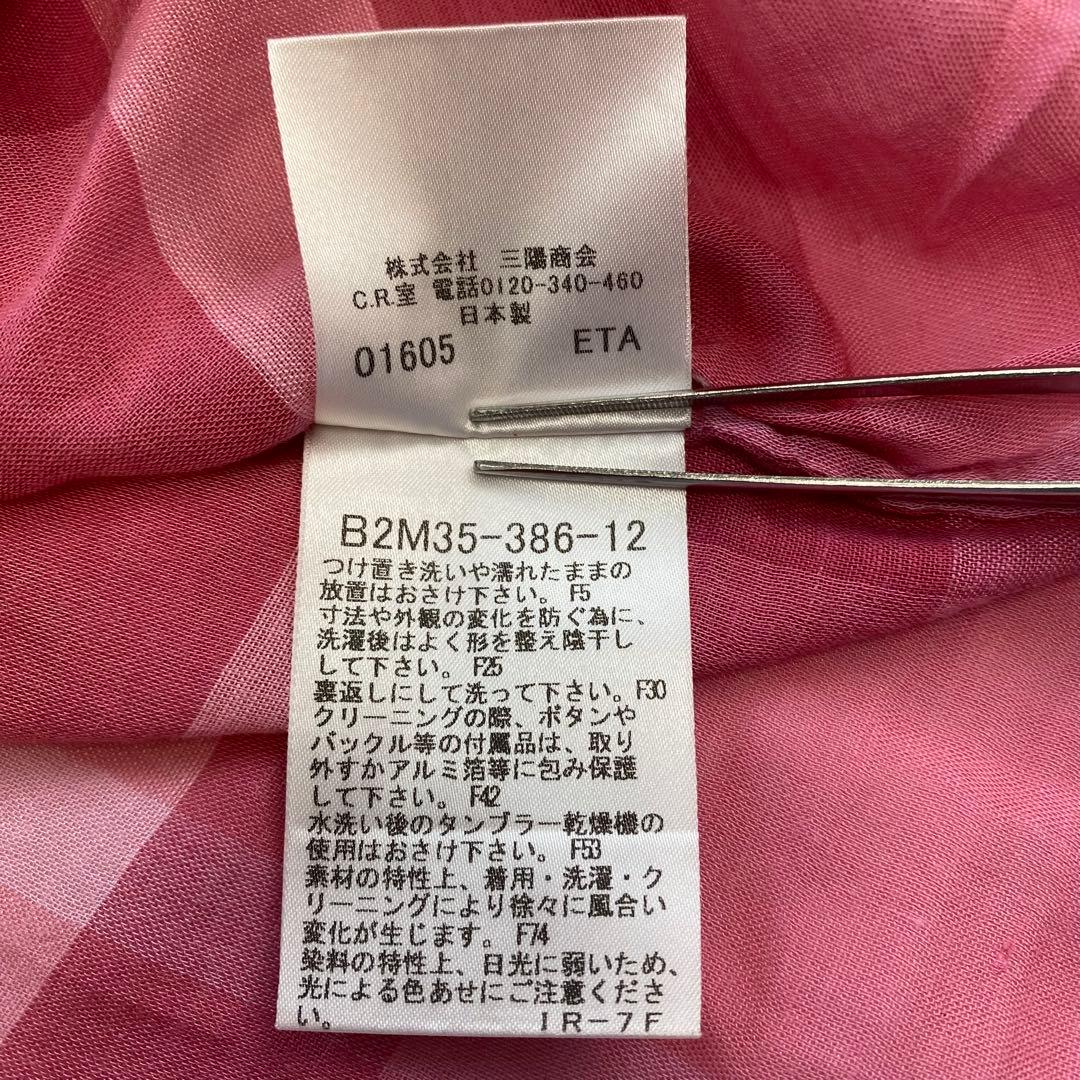 株式会社 三陽商会
C.R.室 電話0120-340-460
日本製
01605 ETA
B2M35-386-12
つけ置き洗いや濡れたままの
放置はおさけ下さい。 F5
寸法や外観の変化を防ぐ為に、
洗濯後はよく形を整え陰干し
して下さい。 F25
裏返しにして洗って下さい。F30
クリーニングの際、ボタンや
バックル等の付属品は、取り
外すかアルミ箔等に包み保護
して下さい。 F42
水洗い後のタンブラー乾燥機の
使用はおさけ下さい。 F53
素材の特性上、着用・洗濯・ク
リーニングにより徐々に風合い
変化が生じます。 F74
染料の特性上、日光に弱いため、
光による色あせにご注意くださ
い。 IR-7F